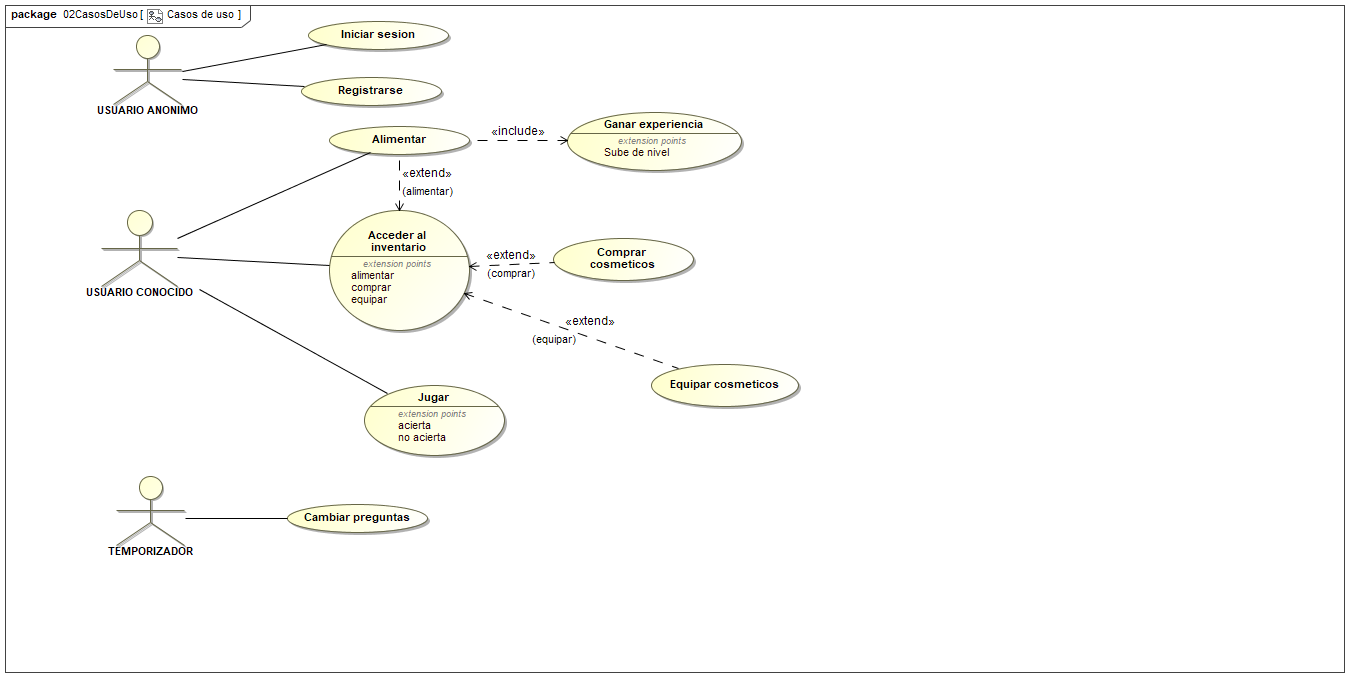 package 02CasosDeUso [ Casos de uso ]
Iniciar sesion
Registrarse
USUARIO ANONIMO
Alimentar
«include»
Ganar experiencia
extension points
Sube de nivel
«extend»
(alimentar)
Acceder al
inventario
extension points
alimentar
comprar
equipar
«extend»
(comprar)
Comprar
cosmeticos
USUARIO CONOCIDO
«extend»
(equipar)
Equipar cosmeticos
Jugar
extension points
acierta
no acierta
Cambiar preguntas
TEMPORIZADOR